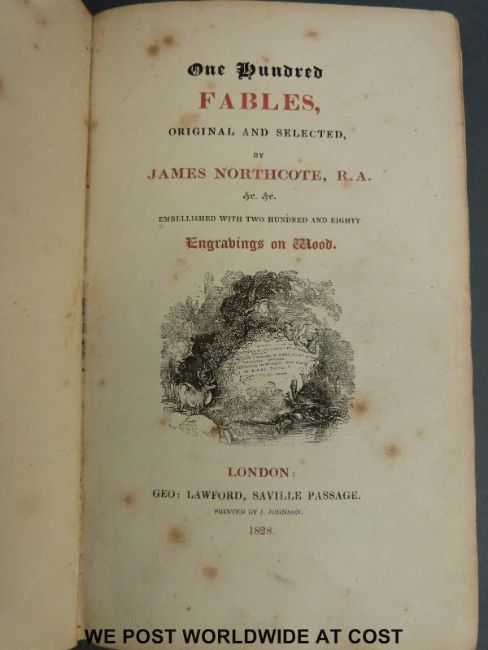 One Hundred
FABLES,
ORIGINAL AND SELECTED,
BY
JAMES NORTHCOTE, R.A.
&c. &c.
EMBELLISHED WITH TWO HUNDRED AND EIGHTY
Engravings on Wood.
LONDON:
GEO: LAWFORD, SAVILLE PASSAGE.
PRINTED BY J. JOHNSON.
1828.
WE POST WORLDWIDE AT COST